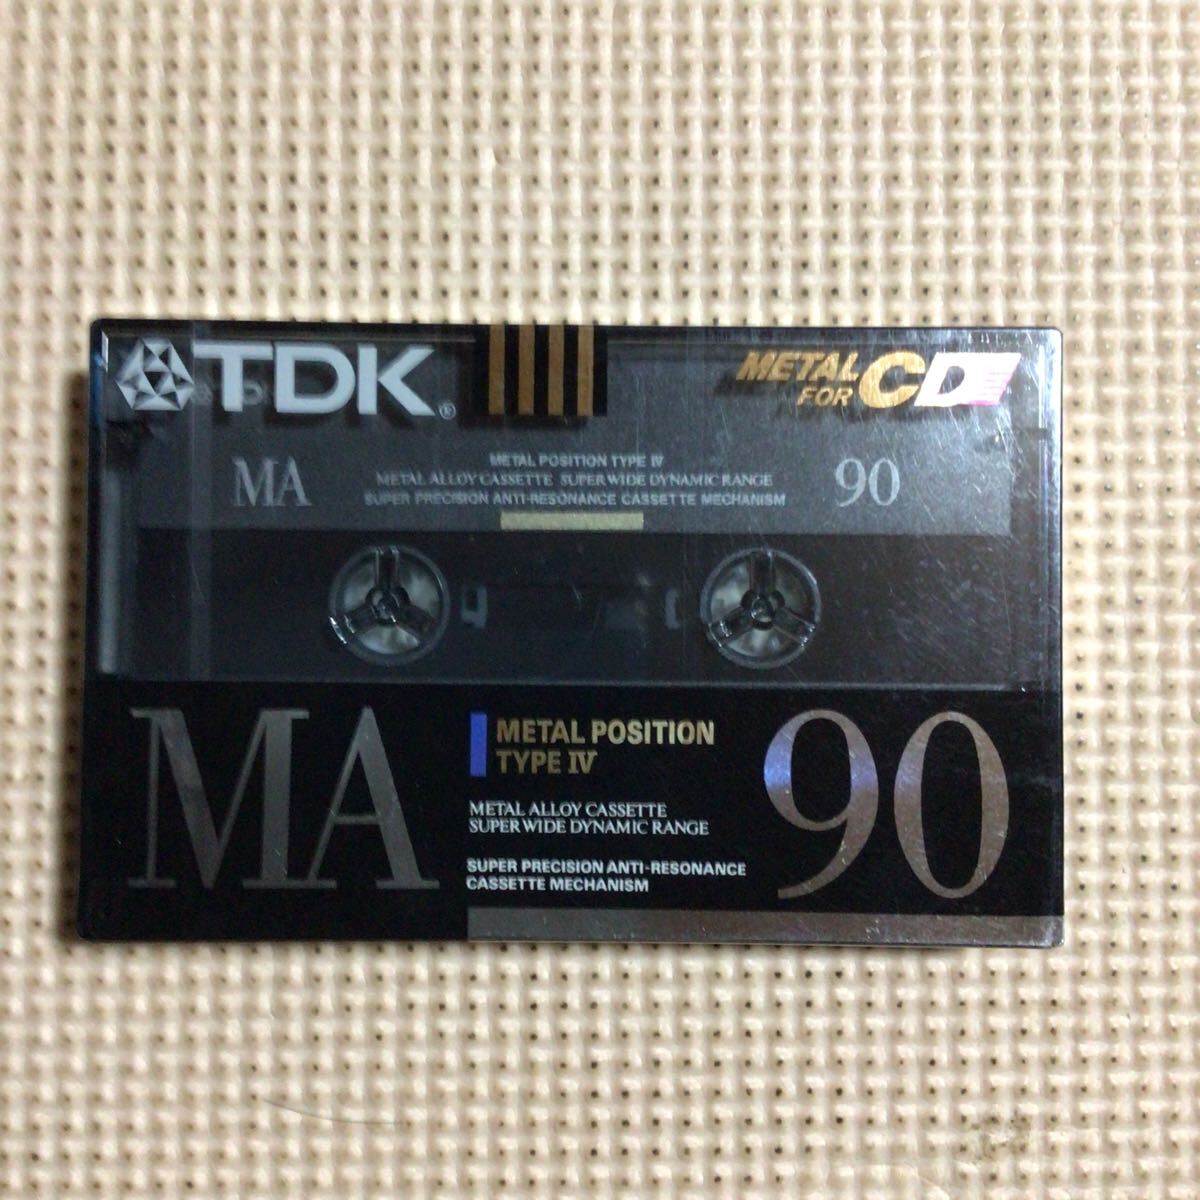 TDK®
METAL FOR CD
METAL POSITION TYPE IV
MA METAL ALLOY CASSETTE SUPER WIDE DYNAMIC RANGE 90
SUPER PRECISION ANTI-RESONANCE CASSETTE MECHANISM
MA
METAL POSITION
TYPE IV
METAL ALLOY CASSETTE
SUPER WIDE DYNAMIC RANGE
SUPER PRECISION ANTI-RESONANCE
CASSETTE MECHANISM
90